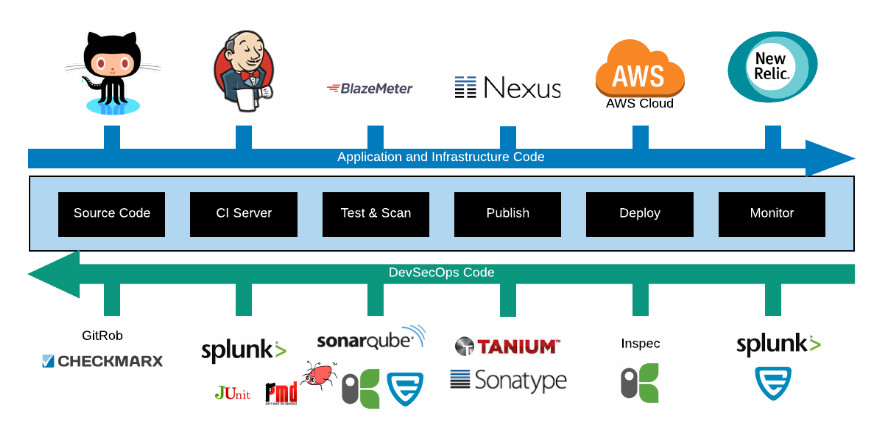 BlazeMeter
Nexus
AWS
AWS Cloud
New
Relic.
Application and Infrastructure Code
Source Code
CI Server
Test & Scan
Publish
Deploy
Monitor
DevSecOps Code
GitRob
CHECKMARX
splunk>
JUnit
Pmd
sonarqube
TANIUM™
Sonatype
Inspec
splunk>